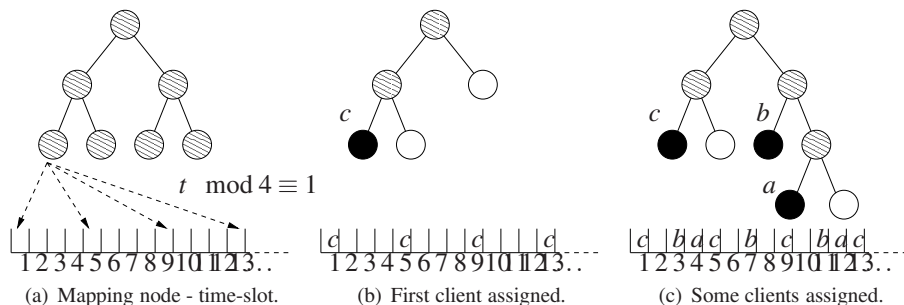 c c b
t mod 4 ≡ 1 a
c c c c c b a c b c b a c
1 2 3 4 5 6 7 8 9 10 11 12 13. . 1 2 3 4 5 6 7 8 9 10 11 12 13. . 1 2 3 4 5 6 7 8 9 10 11 12 13. .
(a) Mapping node - time-slot. (b) First client assigned. (c) Some clients assigned.